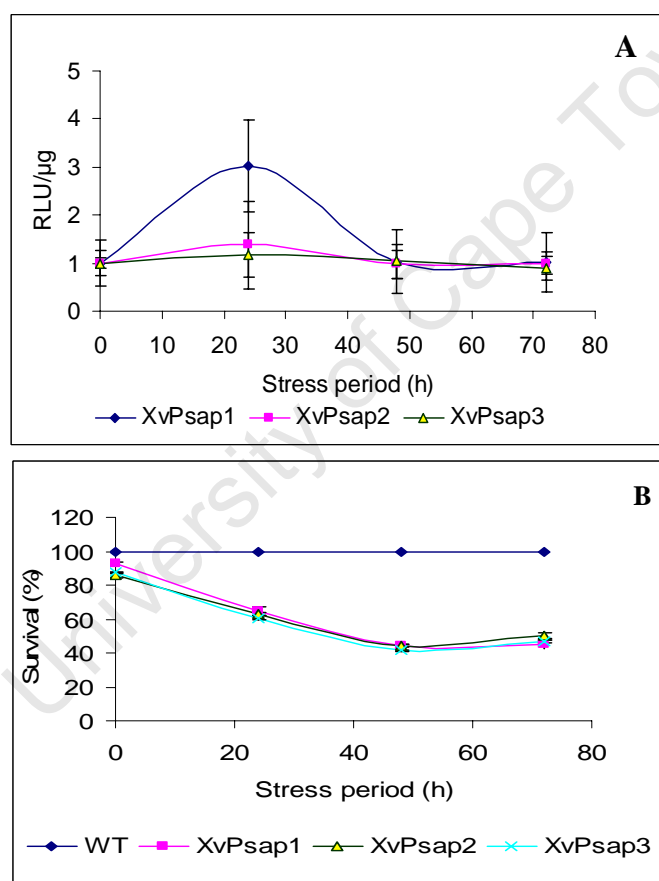 A
5
4
3
2
1
0
RLU/µg
0 10 20 30 40 50 60 70 80
Stress period (h)
XvPsap1 XvPsap2 XvPsap3
B
120
100
80
60
40
20
0
Survival (%)
0 20 40 60 80
Stress period (h)
WT XvPsap1 XvPsap2 XvPsap3
University of Cape Tow